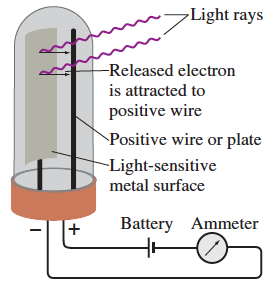 Light rays
Released electron
is attracted to
positive wire
Positive wire or plate
Light-sensitive
metal surface
Battery Ammeter
− +